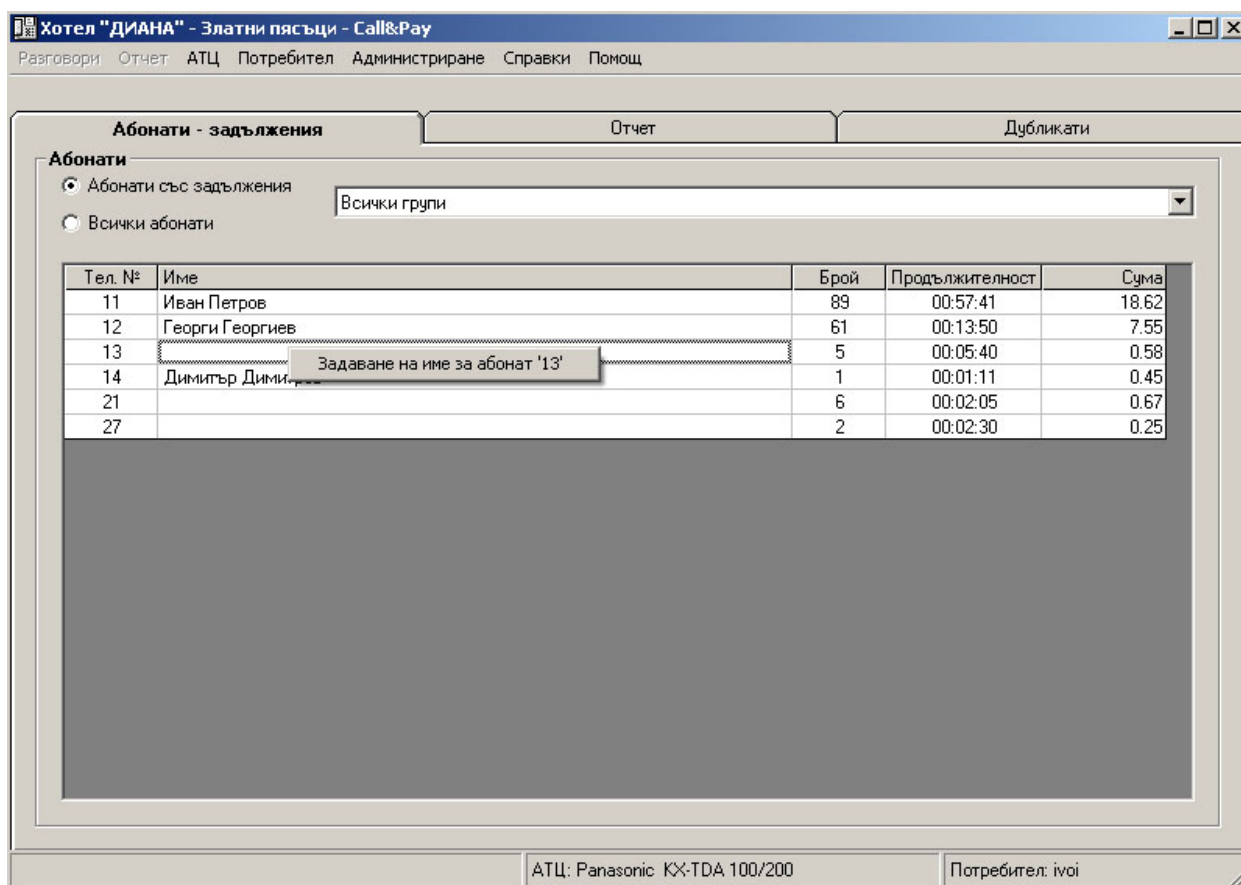 Хотел "ДИАНА" - Златни пясъци - Call&Pay
Разговори Отчет АТЦ Потребител Администриране Справки Помощ
Абонати - задължения Отчет Дубликати
Абонати
Абонати със задължения
Всички групи
Всички абонати
Тел. № Име Брой Продължителност Сума
11 Иван Петров 89 00:57:41 18.62
12 Георги Георгиев 61 00:13:50 7.55
13 5 00:05:40 0.58
Задаване на име за абонат '13'
14 Димитър 1 00:01:11 0.45
21 6 00:02:05 0.67
27 2 00:02:30 0.25
АТЦ: Panasonic KX-TDA 100/200 Потребител: ivoi